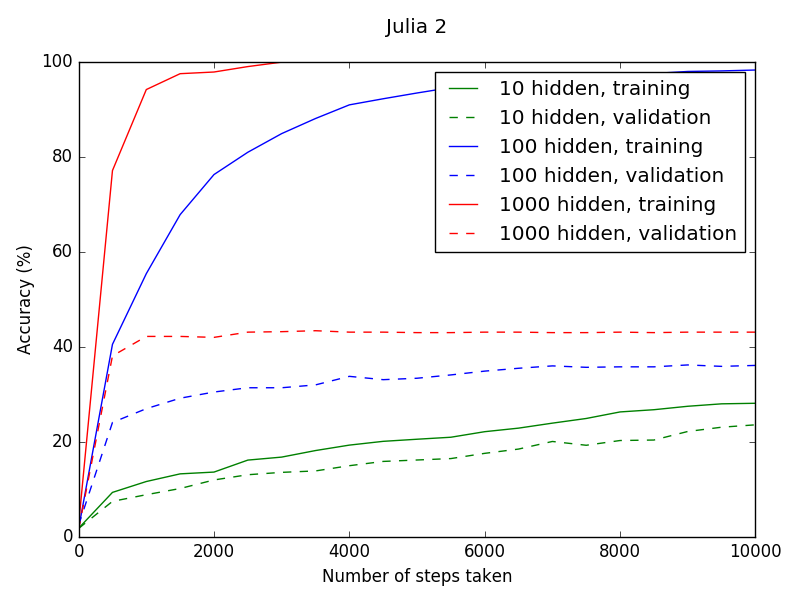 Julia 2
100
80
60
40
20
0
Accuracy (%)
10 hidden, training
10 hidden, validation
100 hidden, training
100 hidden, validation
1000 hidden, training
1000 hidden, validation
0 2000 4000 6000 8000 10000
Number of steps taken